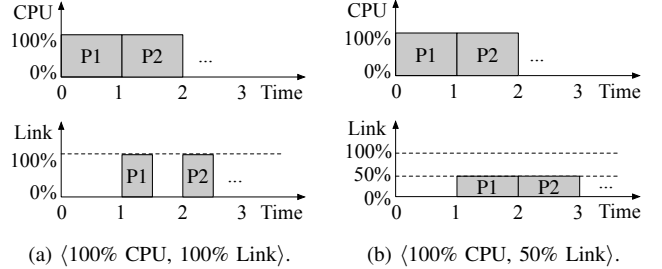 CPU
100%
P1 P2 ...
0%
0 1 2 3 Time
Link
100%
P1 P2 ...
0%
0 1 2 3 Time
(a) ⟨100% CPU, 100% Link⟩.
CPU
100%
P1 P2 ...
0%
0 1 2 3 Time
Link
100%
50%
P1 P2 ...
0%
0 1 2 3 Time
(b) ⟨100% CPU, 50% Link⟩.